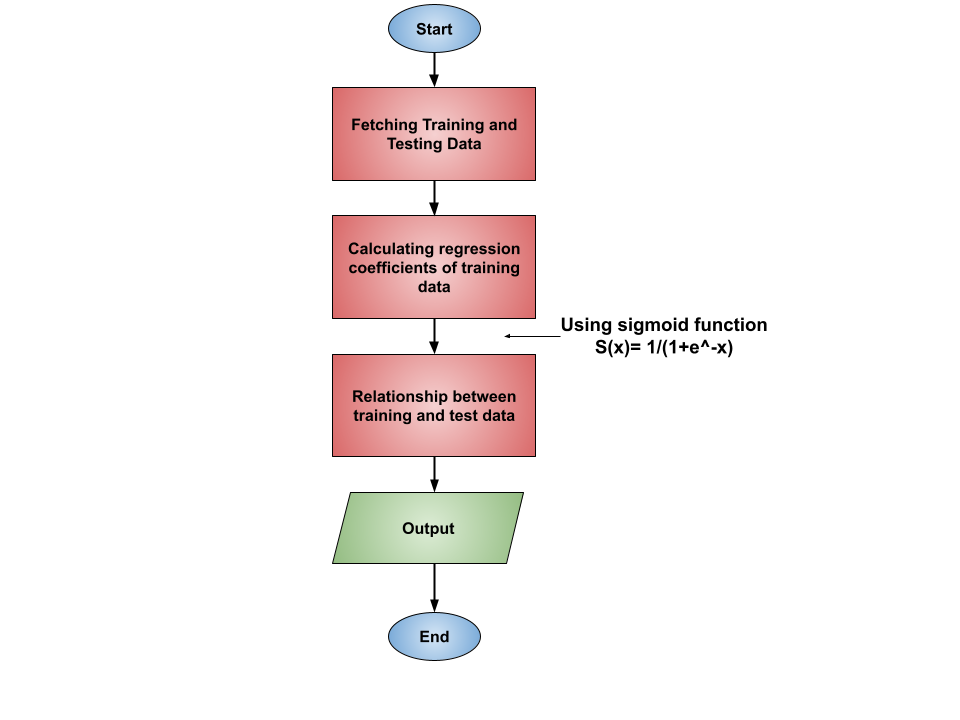 Start
Fetching Training and
Testing Data
Calculating regression
coefficients of training
data
Using sigmoid function
S(x)= 1/(1+e^-x)
Relationship between
training and test data
Output
End